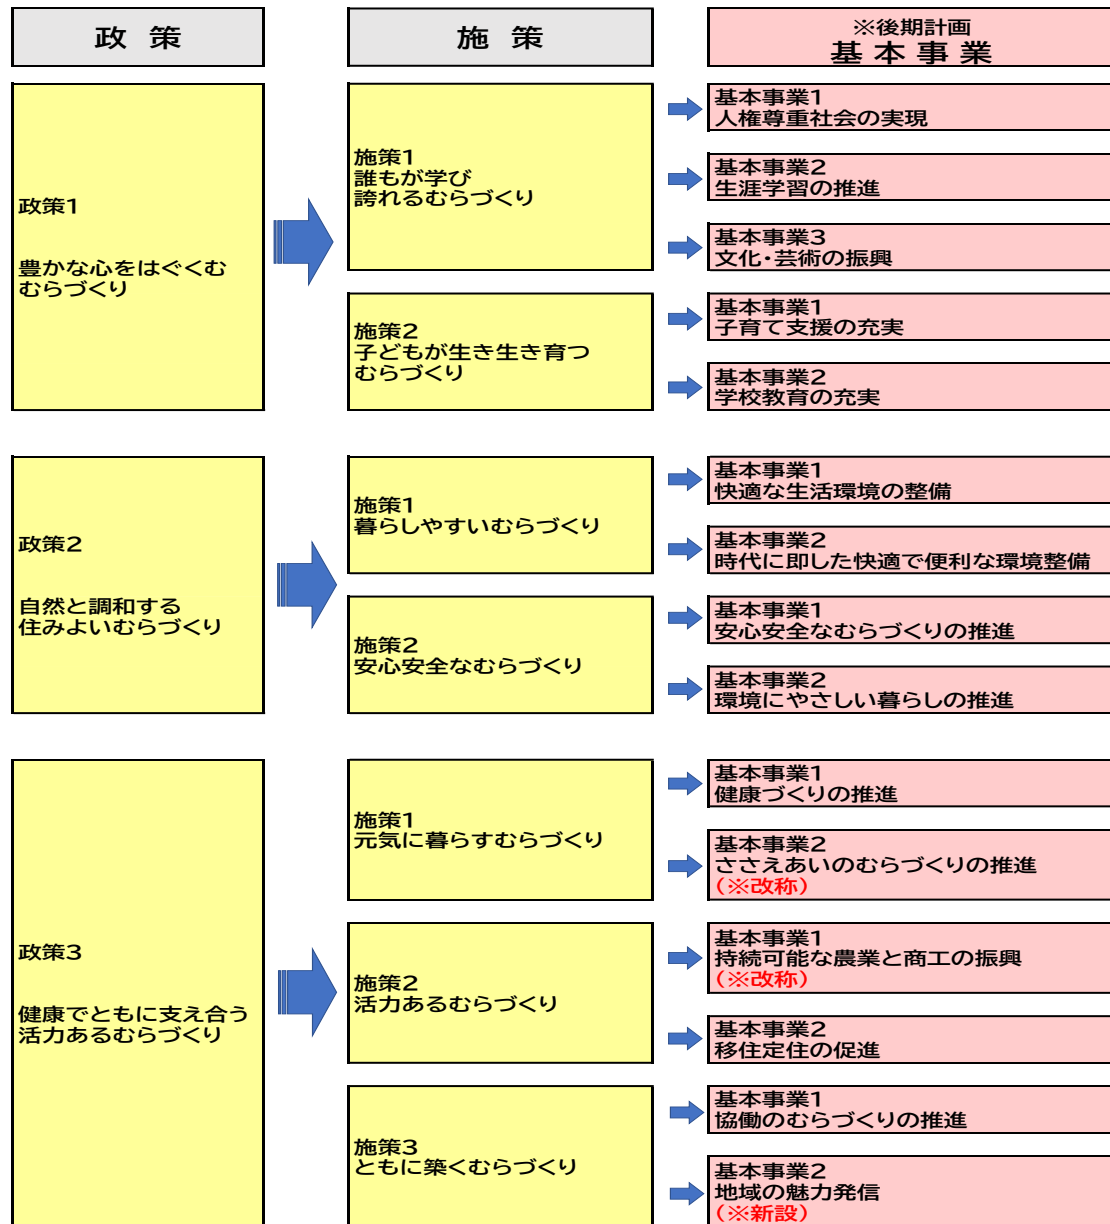 政 策
施 策
※後期計画
基 本 事 業
政策1
豊かな心をはぐくむ
むらづくり
施策1
誰もが学び
誇れるむらづくり
基本事業1
人権尊重社会の実現
基本事業2
生涯学習の推進
基本事業3
文化・芸術の振興
施策2
子どもが生き生き育つ
むらづくり
基本事業1
子育て支援の充実
基本事業2
学校教育の充実
政策2
自然と調和する
住みよいむらづくり
施策1
暮らしやすいむらづくり
基本事業1
快適な生活環境の整備
基本事業2
時代に即した快適で便利な環境整備
施策2
安心安全なむらづくり
基本事業1
安心安全なむらづくりの推進
基本事業2
環境にやさしい暮らしの推進
政策3
健康でともに支え合う
活力あるむらづくり
施策1
元気に暮らすむらづくり
基本事業1
健康づくりの推進
基本事業2
ささえあいのむらづくりの推進
(※改称)
施策2
活力あるむらづくり
基本事業1
持続可能な農業と商工の振興
(※改称)
基本事業2
移住定住の促進
施策3
ともに築くむらづくり
基本事業1
協働のむらづくりの推進
基本事業2
地域の魅力発信
(※新設)